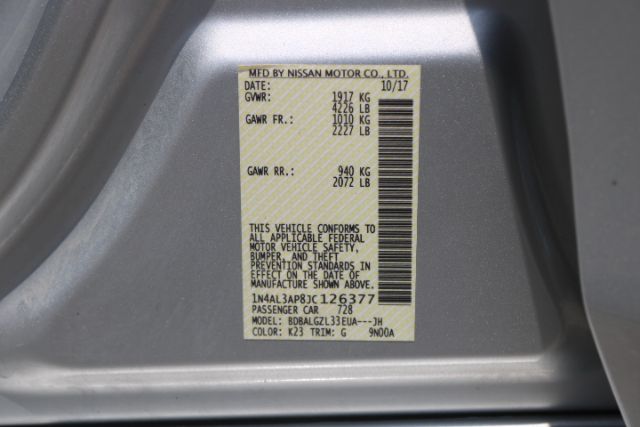 MFD BY NISSAN MOTOR CO., LTD.
DATE: 10/17
GVWR: 1917 KG
4226 LB
GAWR FR.: 1010 KG
2227 LB
GAWR RR.: 940 KG
2072 LB
THIS VEHICLE CONFORMS TO
ALL APPLICABLE FEDERAL
MOTOR VEHICLE SAFETY,
BUMPER, AND THEFT
PREVENTION STANDARDS IN
EFFECT ON THE DATE OF
MANUFACTURE SHOWN ABOVE.
1N4AL3AP8JC126377
PASSENGER CAR 728
MODEL: BDBALGZL33EUA---JH
COLOR: K23 TRIM: G 9N00A